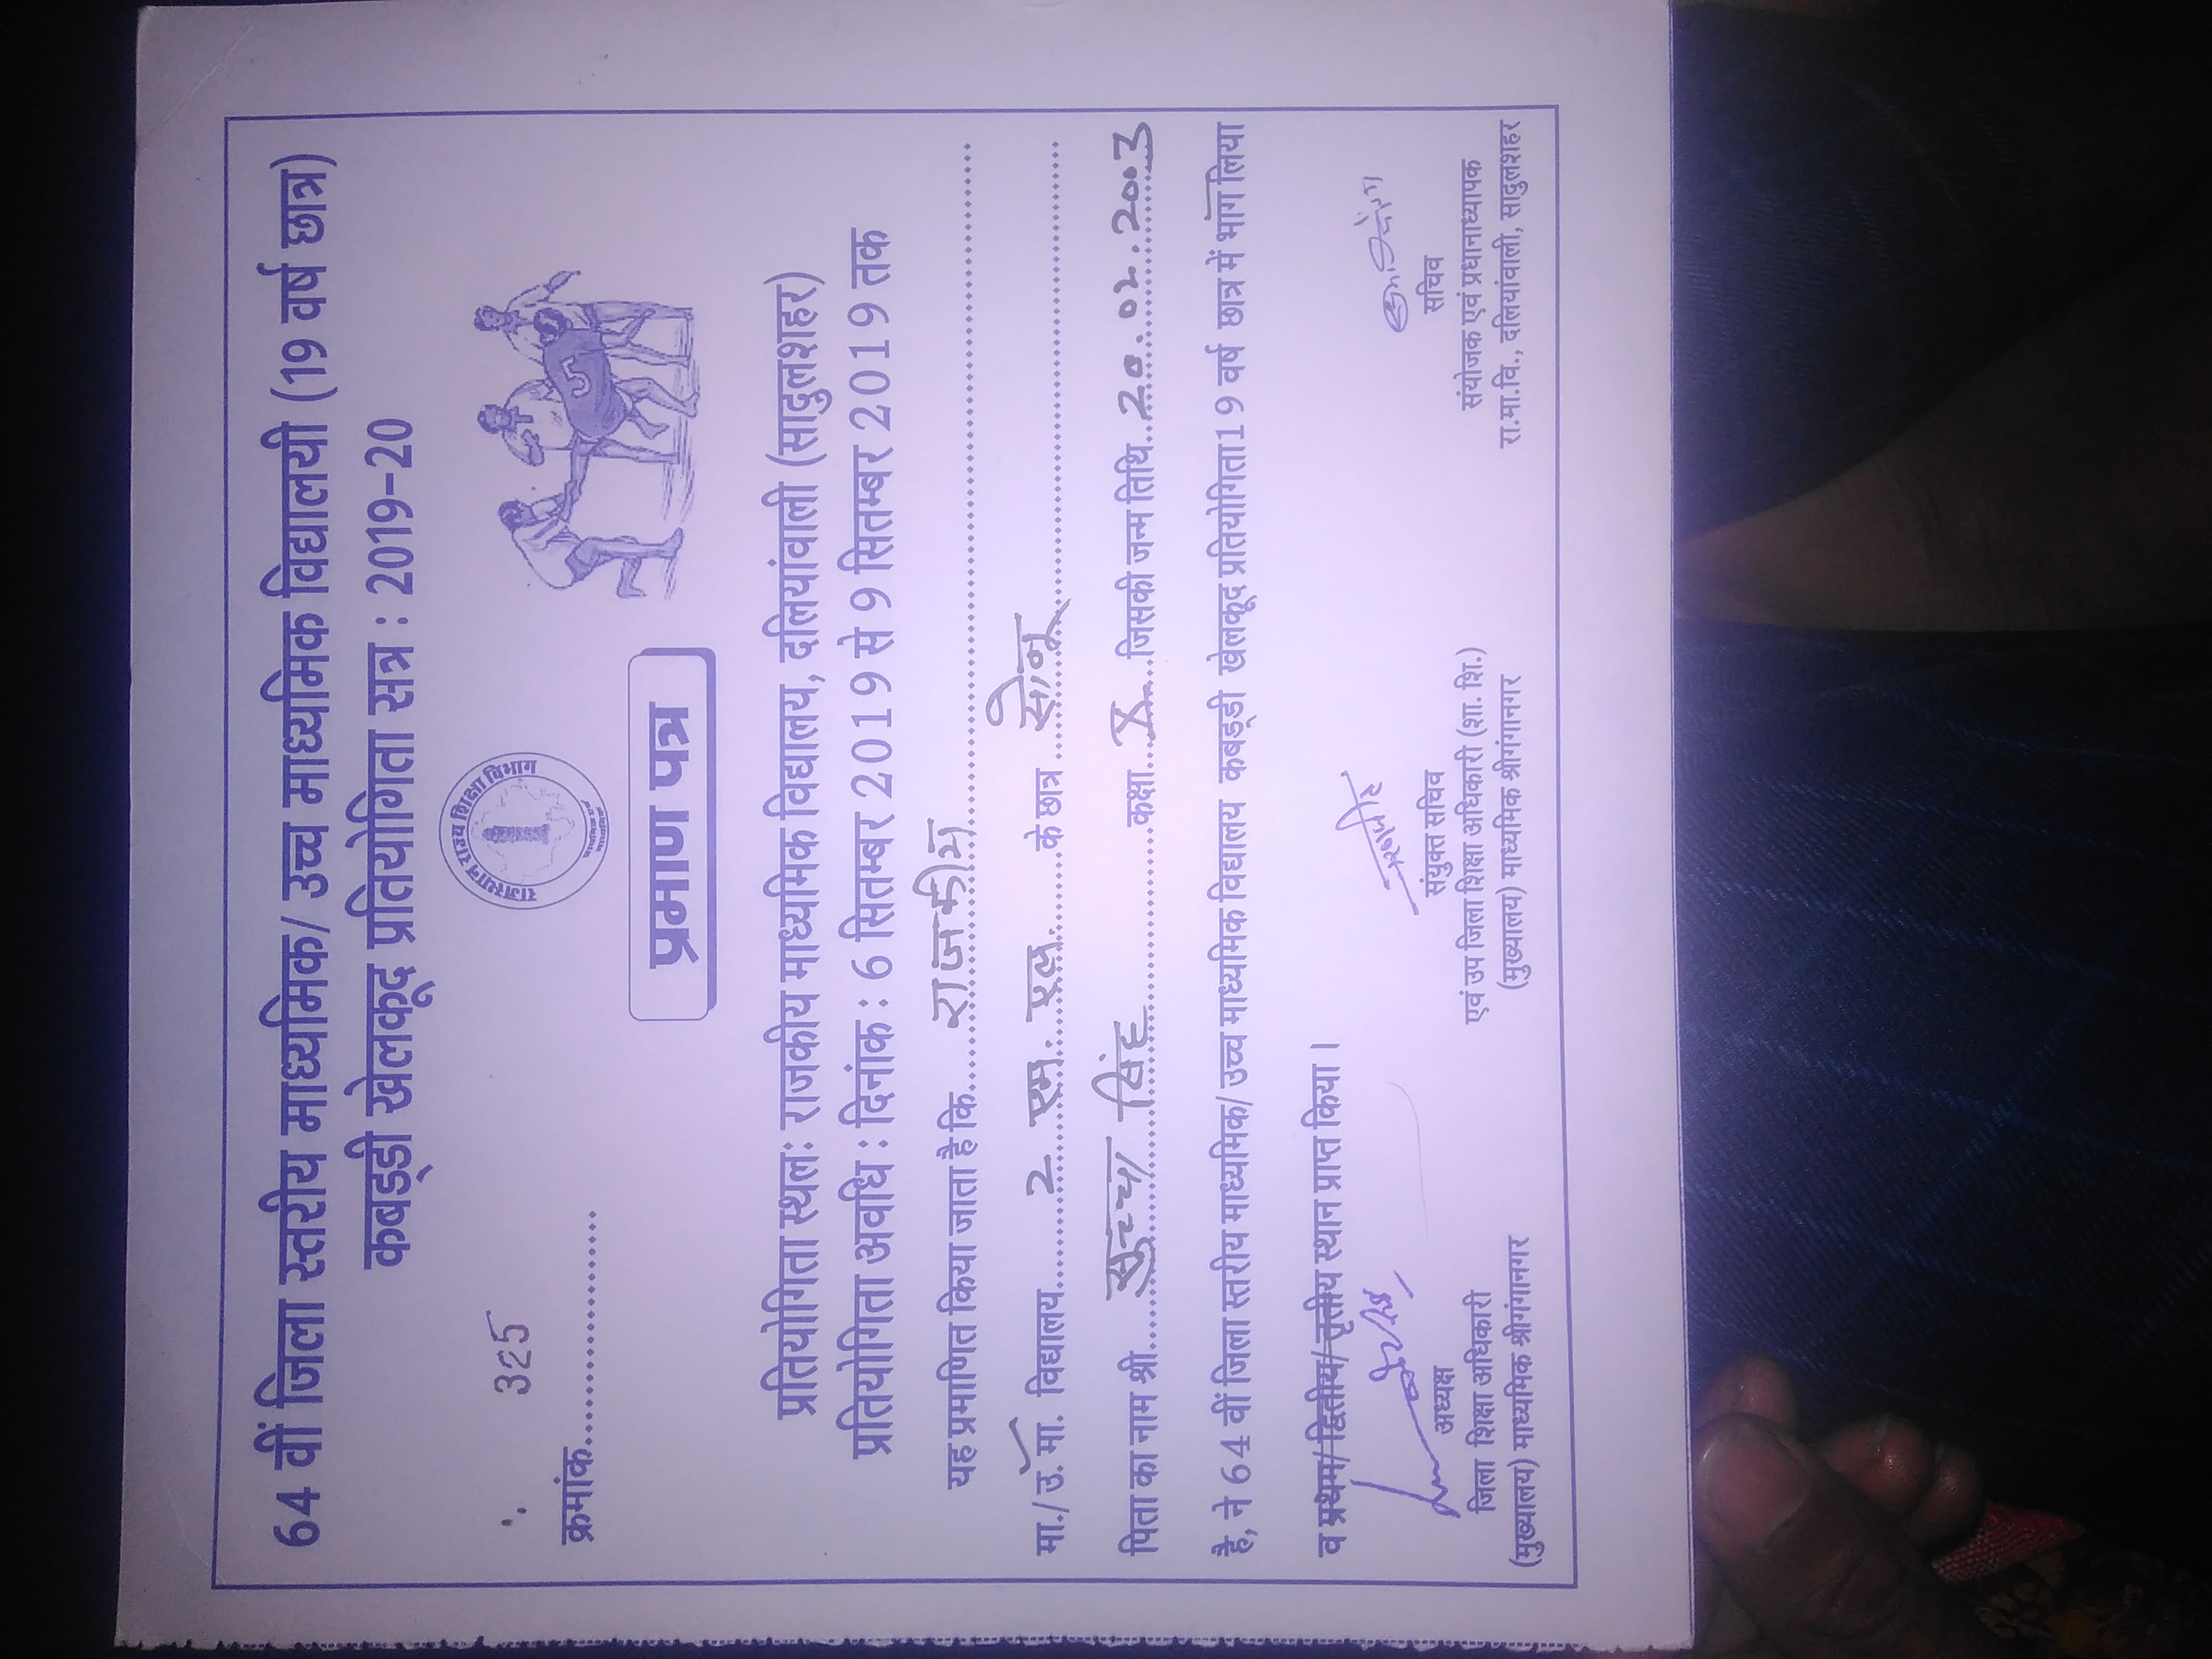 64 वीं जिला स्तरीय माध्यमिक/ उच्च माध्यमिक विद्यालयी (19 वर्ष छात्र)
कबड्डी खेलकूद प्रतियोगिता सत्र : 2019-20
राजस्थान राज्य शिक्षा विभाग
325
क्रमांक
5
प्रमाण पत्र
प्रतियोगिता स्थल: राजकीय माध्यमिक विद्यालय, दलियांवाली (सादुलशहर)
प्रतियोगिता अवधि : दिनांक : 6 सितम्बर 2019 से 9 सितम्बर 2019 तक
यह प्रमाणित किया जाता है कि राजकीय
मा./ उ. मा. विद्यालय 2 एम. एल. के छात्र सोनू
पिता का नाम श्री सिंह कक्षा X जिसकी जन्म तिथि 20.02.2003
है, ने 64 वीं जिला स्तरीय माध्यमिक/ उच्च माध्यमिक विद्यालय कबड्डी खेलकूद प्रतियोगिता 19 वर्ष छात्र में भाग लिया
व प्रथम/ द्वितीय/ तृतीय स्थान प्राप्त किया।
अध्यक्ष
जिला शिक्षा अधिकारी
(मुख्यालय) माध्यमिक श्रीगंगानगर
संयुक्त सचिव
एवं उप जिला शिक्षा अधिकारी (शा. शि.)
(मुख्यालय) माध्यमिक श्रीगंगानगर
सचिव
संयोजक एवं प्रधानाध्यापक
रा.मा.वि., दलियांवाली, सादुलशहर